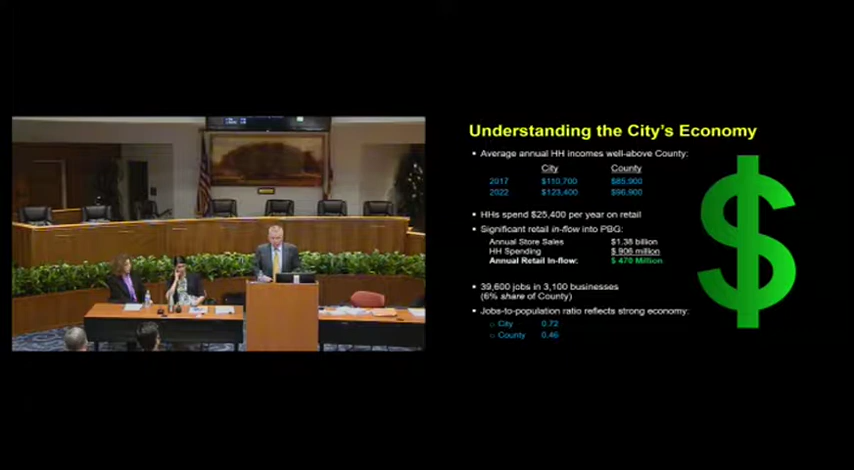 Understanding the City's Economy
▪ Average annual HH incomes well-above County:
City County
2017 $110,700 $85,900
2022 $123,400 $96,900
▪ HHs spend $25,400 per year on retail
▪ Significant retail in-flow into PBG:
Annual Store Sales $1.38 billion
HH Spending $ 906 million
Annual Retail In-flow: $ 470 Million
▪ 39,600 jobs in 3,100 businesses
(6% share of County)
▪ Jobs-to-population ratio reflects strong economy:
○ City 0.72
○ County 0.46
$